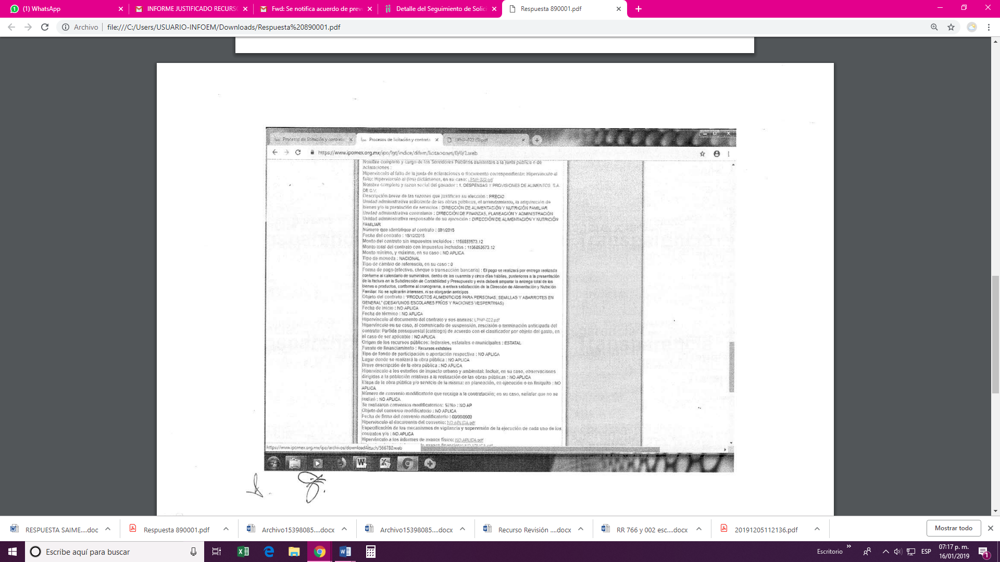 (1) WhatsApp
INFORME JUSTIFICADO RECURSO
Fwd: Se notifica acuerdo de prev
Detalle del Seguimiento de Solici
Respuesta 890001.pdf
Archivo
file:///C:/Users/USUARIO-INFOEM/Downloads/Respuesta%20890001.pdf
Procesos de licitación y contrata
Procesos de licitación y contrata
LPNP-022 (5).pdf
https://www.ipomex.org.mx/ipo/lgt/indice/difem/licitaciones/0/0/1.web
Nombre completo y cargo de los Servidores Públicos asistentes a la junta pública o de
aclaraciones :
Hipervínculo al fallo de la junta de aclaraciones o documento correspondiente: Hipervínculo al
fallo: Hipervínculo al (los) dictámenes, en su caso: LPNP-022.pdf
Nombre completo y razón social del ganador : 1. DESPENSAS Y PROVISIONES DE ALIMENTOS S.A.
DE C.V.
Descripción breve de las razones que justifican su elección : PRECIO
Unidad administrativa solicitante de las obras públicas, el arrendamiento, la adquisición de
bienes y/o la prestación de servicios : DIRECCIÓN DE ALIMENTACIÓN Y NUTRICIÓN FAMILIAR
Unidad administrativa contratante : DIRECCIÓN DE FINANZAS, PLANEACIÓN Y ADMINISTRACIÓN
Unidad administrativa responsable de su ejecución : DIRECCIÓN DE ALIMENTACIÓN Y NUTRICIÓN
FAMILIAR
Número que identifique al contrato : 091/2015
Fecha del contrato : 18/12/2015
Monto del contrato sin impuestos incluidos : 1156853573.12
Monto total del contrato con impuestos incluidos : 1156853573.12
Monto mínimo, y máximo, en su caso : NO APLICA
Tipo de moneda : NACIONAL
Tipo de cambio de referencia, en su caso : 0
Forma de pago (efectivo, cheque o transacción bancaria) : El pago se realizará por entrega realizada
conforme al calendario de suministros, dentro de los cuarenta y cinco días hábiles, posteriores a la presentación
de la factura en la Subdirección de Contabilidad y Presupuesto y esta deberá amparar la entrega total de los
bienes o productos, conforme al cronograma, a entera satisfacción de la Dirección de Alimentación y Nutrición
Familiar. No se aplicarán intereses, ni se otorgarán anticipos.
Objeto del contrato : "PRODUCTOS ALIMENTICIOS PARA PERSONAS, SEMILLAS Y ABARROTES EN
GENERAL" (DESAYUNOS ESCOLARES FRÍOS Y RACIONES VESPERTINAS)
Fecha de inicio : NO APLICA
Fecha de término : NO APLICA
Hipervínculo al documento del contrato y sus anexos: LPNP-022.pdf
Hipervínculo en su caso, al comunicado de suspensión, rescisión o terminación anticipada del
contrato: Partida presupuestal (catálogo) de acuerdo con el clasificador por objeto del gasto, en
el caso de ser aplicable : NO APLICA
Origen de los recursos públicos: federales, estatales o municipales : ESTATAL
Fuente de financiamiento : Recursos estatales
Tipo de fondo de participación o aportación respectiva : NO APLICA
Lugar donde se realizará la obra pública : NO APLICA
Breve descripción de la obra pública : NO APLICA
Hipervínculo a los estudios de impacto urbano y ambiental: Incluir, en su caso, observaciones
dirigidas a la población relativas a la realización de las obras públicas : NO APLICA
Etapa de la obra pública y/o servicio de la misma: en planeación, en ejecución o en finiquito : NO
APLICA
Número de convenio modificatorio que recaiga a la contratación; en su caso, señalar que no se
realizó : NO APLICA
Se realizaron convenios modificatorios: Sí/No : NO AP
Objeto del convenio modificatorio : NO APLICA
Fecha de firma del convenio modificatorio : 00/00/0000
Hipervínculo al documento del convenio: NO APLICA.pdf
Especificación de los mecanismos de vigilancia y supervisión de la ejecución de cada uno de los
contratos y/o : NO APLICA
Hipervínculo a los informes de avance físico: NO APLICA.pdf
https://www.ipomex.org.mx/ipo/archivos/downloadAttach/566780.web
RESPUESTA SAIME....doc
Respuesta 890001.pdf
Archivo15398085....docx
Archivo15398085....docx
Recurso Revisión ....docx
RR 766 y 002 esc....docx
20191205112136.pdf
Mostrar todo
Escribe aquí para buscar
Escritorio
ESP
07:17 p. m.
16/01/2019
1